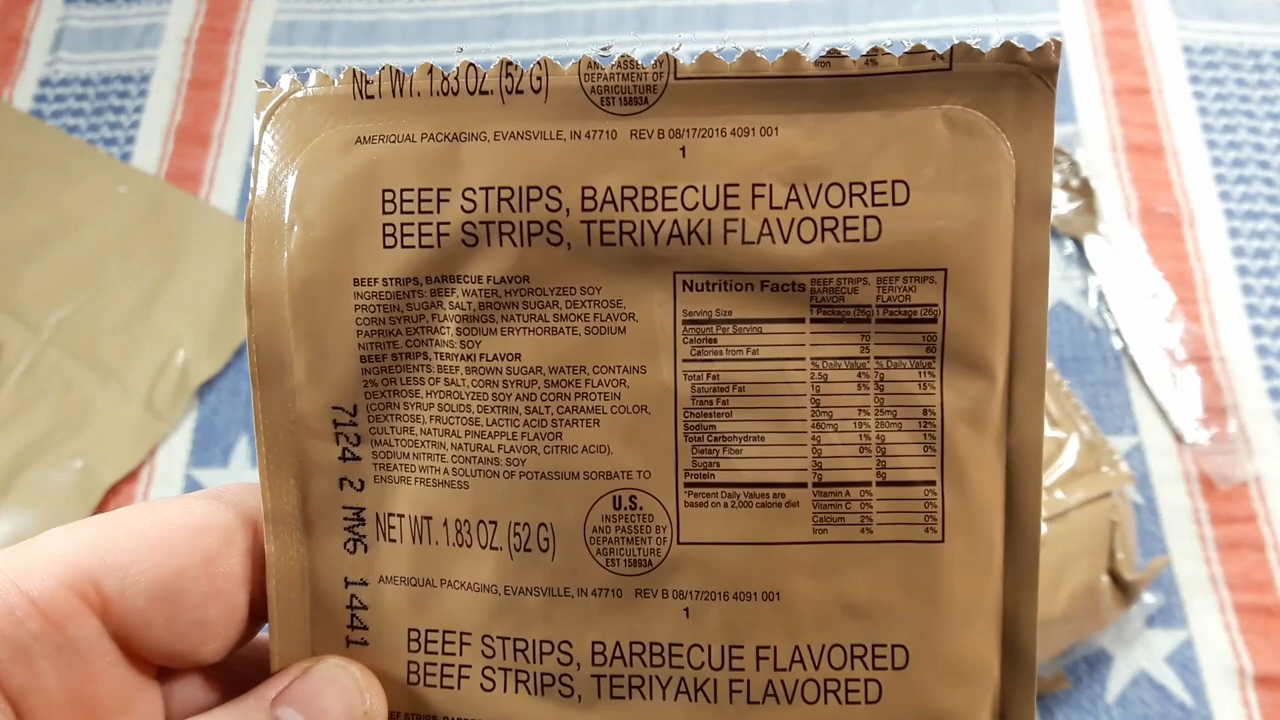 NET WT. 1.83 OZ. (52 G)
AND PASSED BY
DEPARTMENT OF
AGRICULTURE
EST 15893A
Iron 4% 4%
AMERIQUAL PACKAGING, EVANSVILLE, IN 47710 REV B 08/17/2016 4091 001
1
BEEF STRIPS, BARBECUE FLAVORED
BEEF STRIPS, TERIYAKI FLAVORED
BEEF STRIPS, BARBECUE FLAVOR
INGREDIENTS: BEEF, WATER, HYDROLYZED SOY
PROTEIN, SUGAR, SALT, BROWN SUGAR, DEXTROSE,
CORN SYRUP, FLAVORINGS, NATURAL SMOKE FLAVOR,
PAPRIKA EXTRACT, SODIUM ERYTHORBATE, SODIUM
NITRITE. CONTAINS: SOY
BEEF STRIPS, TERIYAKI FLAVOR
INGREDIENTS: BEEF, BROWN SUGAR, WATER, CONTAINS
2% OR LESS OF SALT, CORN SYRUP, SMOKE FLAVOR,
DEXTROSE, HYDROLYZED SOY AND CORN PROTEIN
(CORN SYRUP SOLIDS, DEXTRIN, SALT, CARAMEL COLOR,
DEXTROSE), FRUCTOSE, LACTIC ACID STARTER
CULTURE, NATURAL PINEAPPLE FLAVOR
(MALTODEXTRIN, NATURAL FLAVOR, CITRIC ACID),
SODIUM NITRITE. CONTAINS: SOY
TREATED WITH A SOLUTION OF POTASSIUM SORBATE TO
ENSURE FRESHNESS
Nutrition Facts
BEEF STRIPS,
BARBECUE
FLAVOR
BEEF STRIPS,
TERIYAKI
FLAVOR
Serving Size 1 Package (26g) 1 Package (26g)
Amount Per Serving
Calories 70 100
Calories from Fat 25 60
% Daily Value* % Daily Value*
Total Fat 2.5g 4% 7g 11%
Saturated Fat 1g 5% 3g 15%
Trans Fat 0g 0g
Cholesterol 20mg 7% 25mg 8%
Sodium 460mg 19% 280mg 12%
Total Carbohydrate 4g 1% 4g 1%
Dietary Fiber 0g 0% 0g 0%
Sugars 3g 2g
Protein 7g 6g
*Percent Daily Values are
based on a 2,000 calorie diet
Vitamin A 0% 0%
Vitamin C 0% 0%
Calcium 2% 0%
Iron 4% 4%
7124 2 MV6 1441
NET WT. 1.83 OZ. (52 G)
U.S.
INSPECTED
AND PASSED BY
DEPARTMENT OF
AGRICULTURE
EST 15893A
AMERIQUAL PACKAGING, EVANSVILLE, IN 47710 REV B 08/17/2016 4091 001
1
BEEF STRIPS, BARBECUE FLAVORED
BEEF STRIPS, TERIYAKI FLAVORED